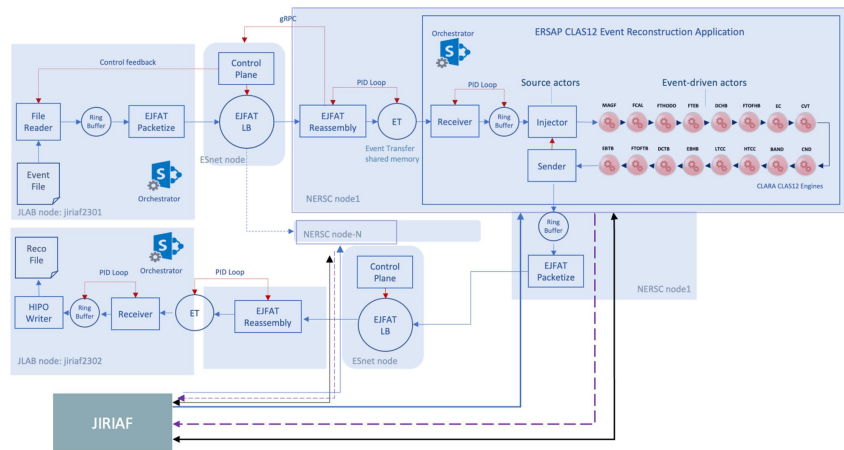 gRPC
Orchestrator
ERSAP CLAS12 Event Reconstruction Application
Control feedback
Control
Plane
PID Loop
PID Loop
Source actors
Event-driven actors
File
Reader
Ring
Buffer
EJFAT
Packetize
EJFAT
LB
EJFAT
Reassembly
ET
Receiver
Ring
Buffer
Injector
MAGF FCAL FTHODO FTEB DCHB FTOFHB EC CVT
Event Transfer
shared memory
ESnet node
Event
File
Orchestrator
Sender
EBTB FTOFTB DCTB EBHB LTCC HTCC BAND CND
CLARA CLAS12 Engines
JLAB node: jiriaf2301
NERSC node1
Reco
File
Orchestrator
NERSC node-N
Ring
Buffer
PID Loop
PID Loop
Control
Plane
EJFAT
Packetize
NERSC node1
HIPO
Writer
Ring
Buffer
Receiver
ET
EJFAT
Reassembly
EJFAT
LB
JLAB node: jiriaf2302
ESnet node
JIRIAF